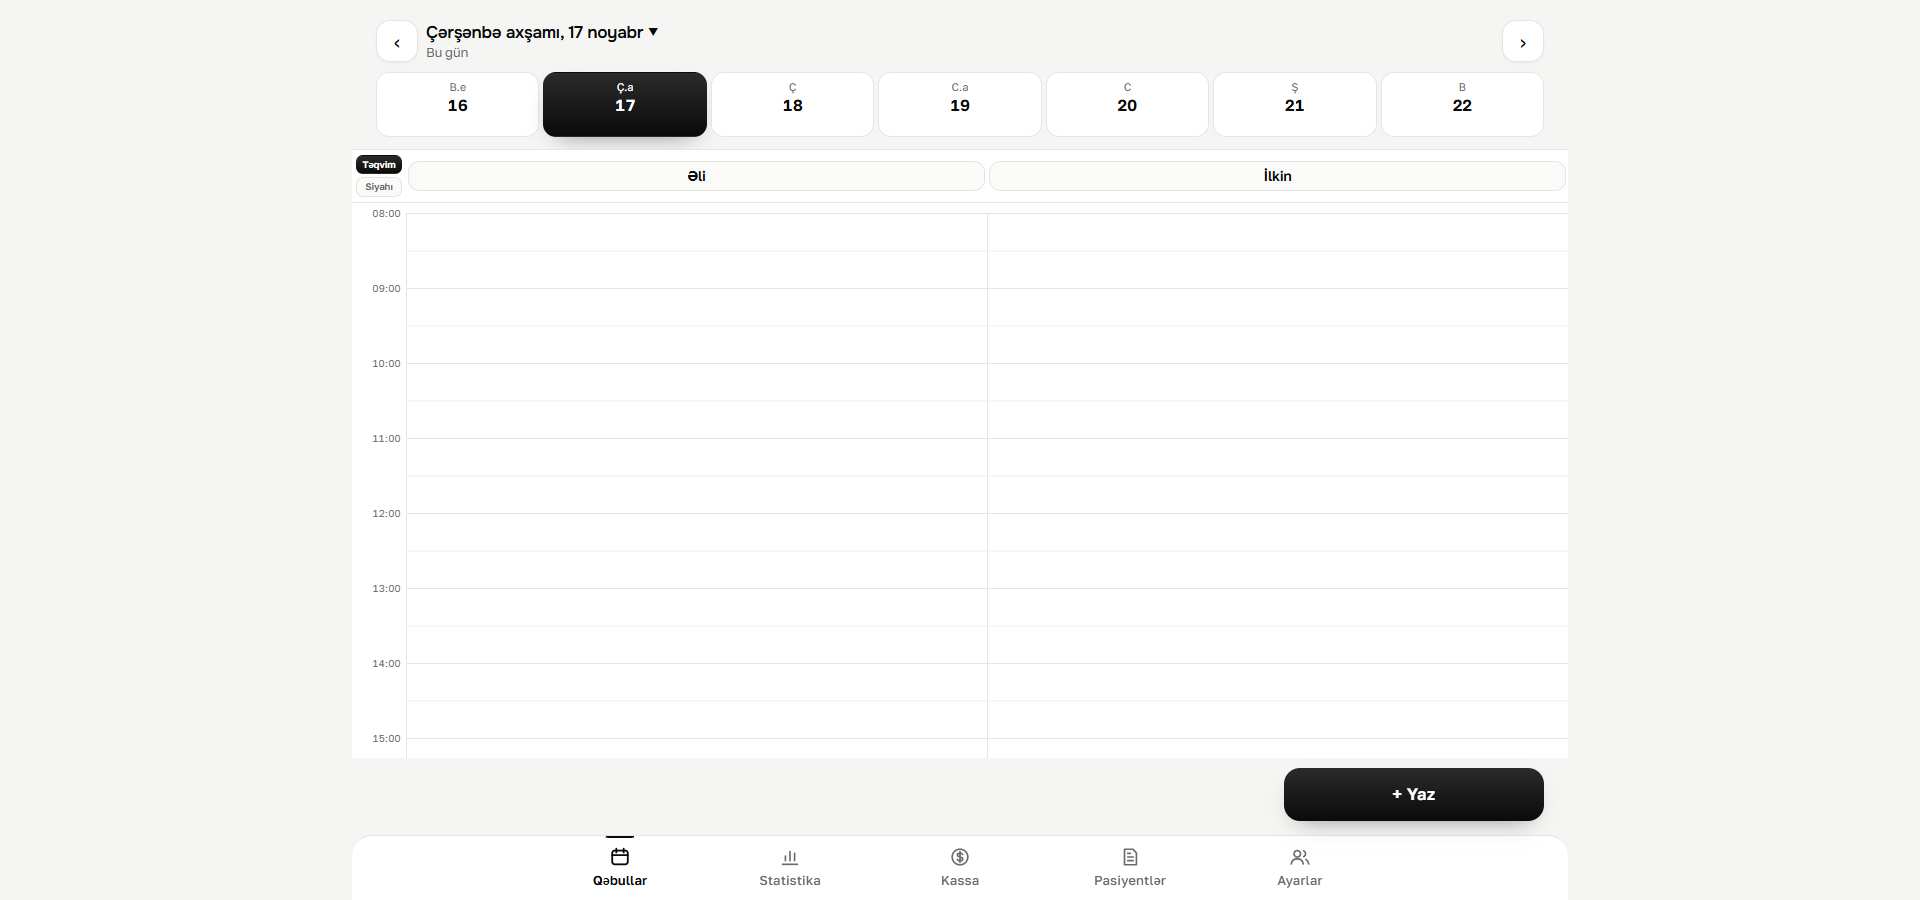 ‹
Çərşənbə axşamı, 17 noyabr ▼
Bu gün
›
B.e
16
Ç.a
17
Ç
18
C.a
19
C
20
Ş
21
B
22
Təqvim
Siyahı
Əli
İlkin
08:00
09:00
10:00
11:00
12:00
13:00
14:00
15:00
+ Yaz
Qəbullar
Statistika
Kassa
Pasiyentlər
Ayarlar